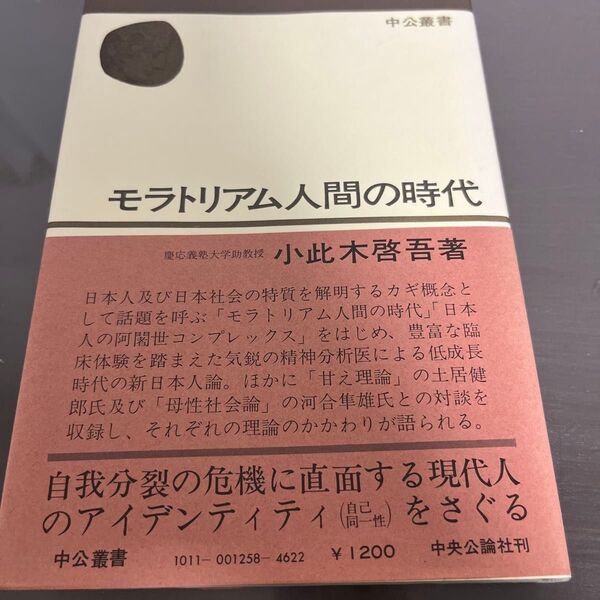 中公叢書
モラトリアム人間の時代
慶応義塾大学助教授 小此木啓吾著
日本人及び日本社会の特質を解明するカギ概念と
して話題を呼ぶ「モラトリアム人間の時代」「日本
人の阿闍世コンプレックス」をはじめ、豊富な臨
床体験を踏まえた気鋭の精神分析医による低成長
時代の新日本人論。ほかに「甘え理論」の土居健
郎氏及び「母性社会論」の河合隼雄氏との対談を
収録し、それぞれの理論のかかわりが語られる。
自我分裂の危機に直面する現代人
のアイデンティティ(自己同一性)をさぐる
中公叢書 1011-001258-4622 ¥1200 中央公論社刊